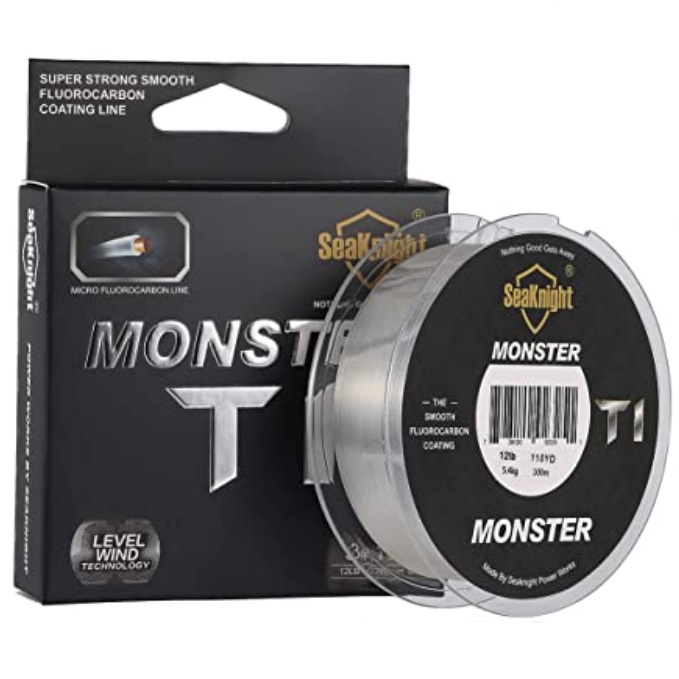 SUPER STRONG SMOOTH
FLUOROCARBON
COATING LINE
SeaKnight
®
MICRO FLUOROCARBON LINE
MONST
T
LEVEL
WIND
TECHNOLOGY
SeaKnight
POWER WORKS BY SEAKNIGHT
12LB
Nothing Good Gets Away
SeaKnight
®
MONSTER
— THE —
SMOOTH
FLUOROCARBON
COATING
T1
12lb
5.4kg 300m
MONSTER
Made By Seaknight Power Works